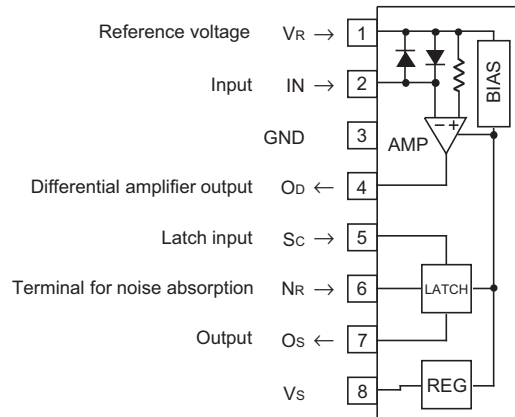 Reference voltage VR → 1
Input IN → 2
GND 3
Differential amplifier output OD ← 4
Latch input SC → 5
Terminal for noise absorption NR → 6
Output OS ← 7
VS 8
BIAS
− +
AMP
LATCH
REG